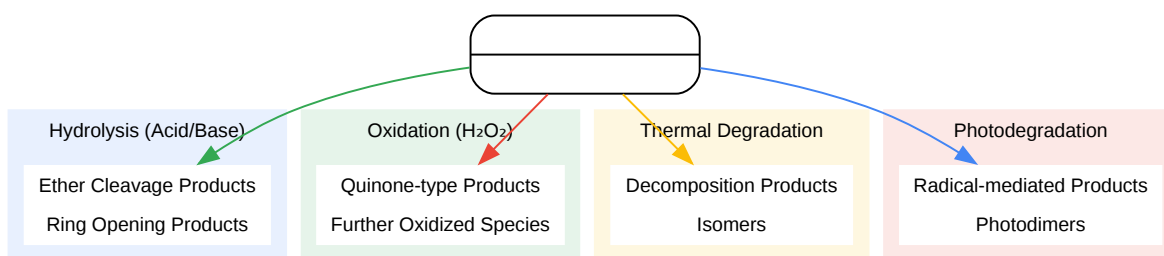 Hydrolysis (Acid/Base)
Ether Cleavage Products
Ring Opening Products
Oxidation (H₂O₂)
Quinone-type Products
Further Oxidized Species
Thermal Degradation
Decomposition Products
Isomers
Photodegradation
Radical-mediated Products
Photodimers